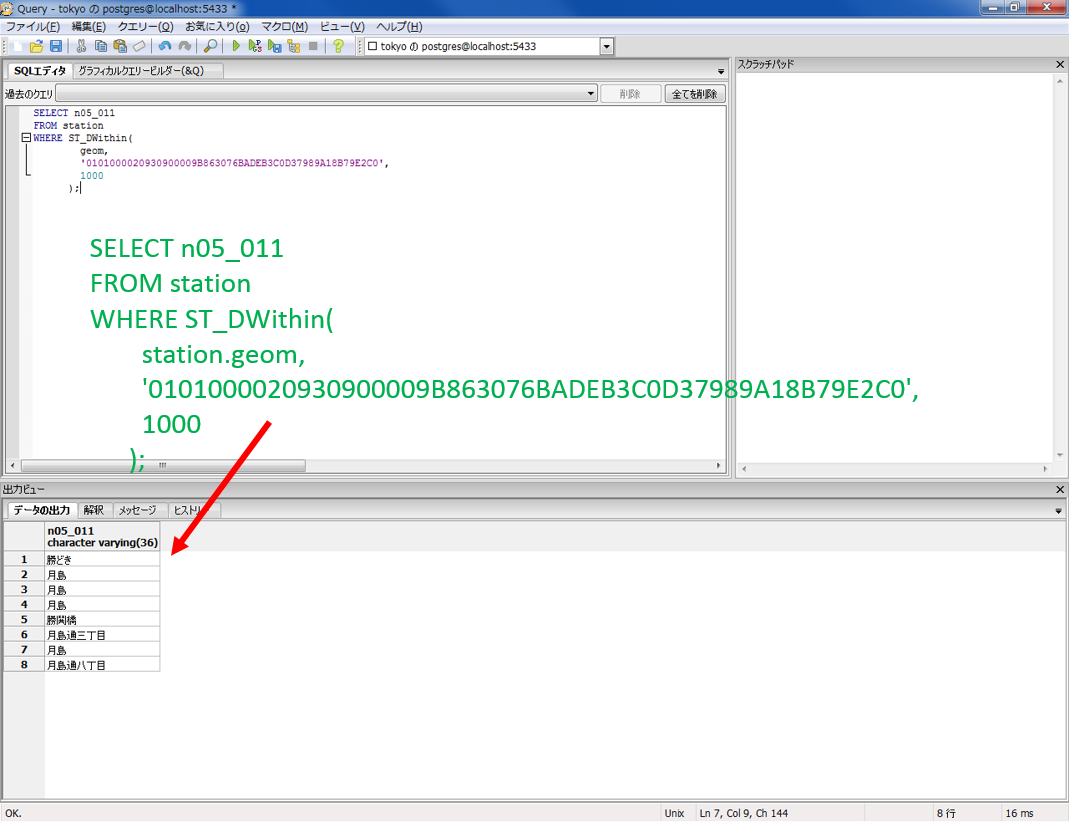 Query - tokyo の postgres@localhost:5433 *
ファイル(F) 編集(E) クエリー(Q) お気に入り(o) マクロ(M) ビュー(V) ヘルプ(H)
tokyo の postgres@localhost:5433
SQLエディタ グラフィカルクエリービルダー(&Q)
スクラッチパッド
過去のクエリ 削除 全てを削除
SELECT n05_011
FROM station
WHERE ST_DWithin(
geom,
'0101000020930900009B863076BADEB3C0D37989A18B79E2C0',
1000
);
SELECT n05_011
FROM station
WHERE ST_DWithin(
station.geom,
'0101000020930900009B863076BADEB3C0D37989A18B79E2C0',
1000
);
出力ビュー
データの出力 解釈 メッセージ ヒストリ
n05_011
character varying(36)
1 勝どき
2 月島
3 月島
4 月島
5 勝鬨橋
6 月島通三丁目
7 月島
8 月島通八丁目
OK. Unix Ln 7, Col 9, Ch 144 8 行 16 ms